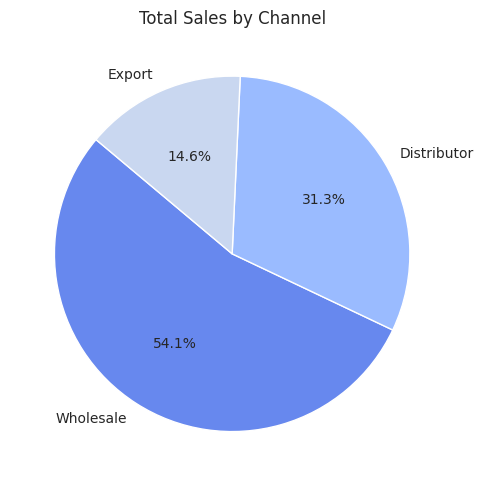 Total Sales by Channel
Export
Distributor
14.6%
31.3%
54.1%
Wholesale